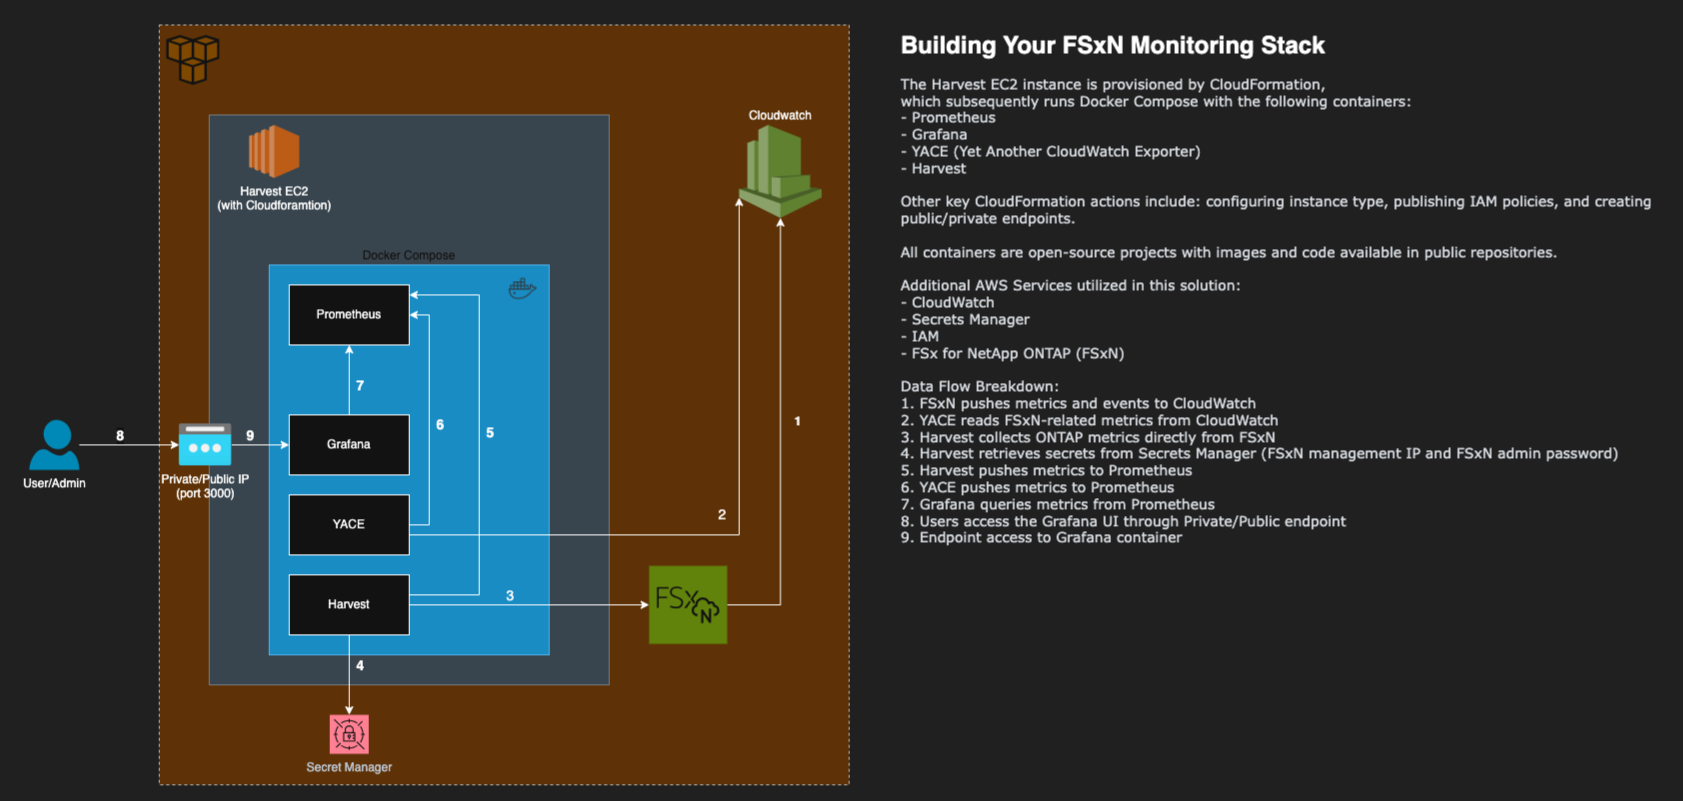 Building Your FSxN Monitoring Stack
The Harvest EC2 instance is provisioned by CloudFormation,
which subsequently runs Docker Compose with the following containers:
- Prometheus
- Grafana
- YACE (Yet Another CloudWatch Exporter)
- Harvest
Other key CloudFormation actions include: configuring instance type, publishing IAM policies, and creating
public/private endpoints.
All containers are open-source projects with images and code available in public repositories.
Additional AWS Services utilized in this solution:
- CloudWatch
- Secrets Manager
- IAM
- FSx for NetApp ONTAP (FSxN)
Data Flow Breakdown:
1. FSxN pushes metrics and events to CloudWatch
2. YACE reads FSxN-related metrics from CloudWatch
3. Harvest collects ONTAP metrics directly from FSxN
4. Harvest retrieves secrets from Secrets Manager (FSxN management IP and FSxN admin password)
5. Harvest pushes metrics to Prometheus
6. YACE pushes metrics to Prometheus
7. Grafana queries metrics from Prometheus
8. Users access the Grafana UI through Private/Public endpoint
9. Endpoint access to Grafana container
Cloudwatch
Harvest EC2
(with Cloudforamtion)
Docker Compose
Prometheus
7
6
5
1
8
9
Grafana
User/Admin
Private/Public IP
(port 3000)
YACE
2
Harvest
3
FSx
N
4
Secret Manager